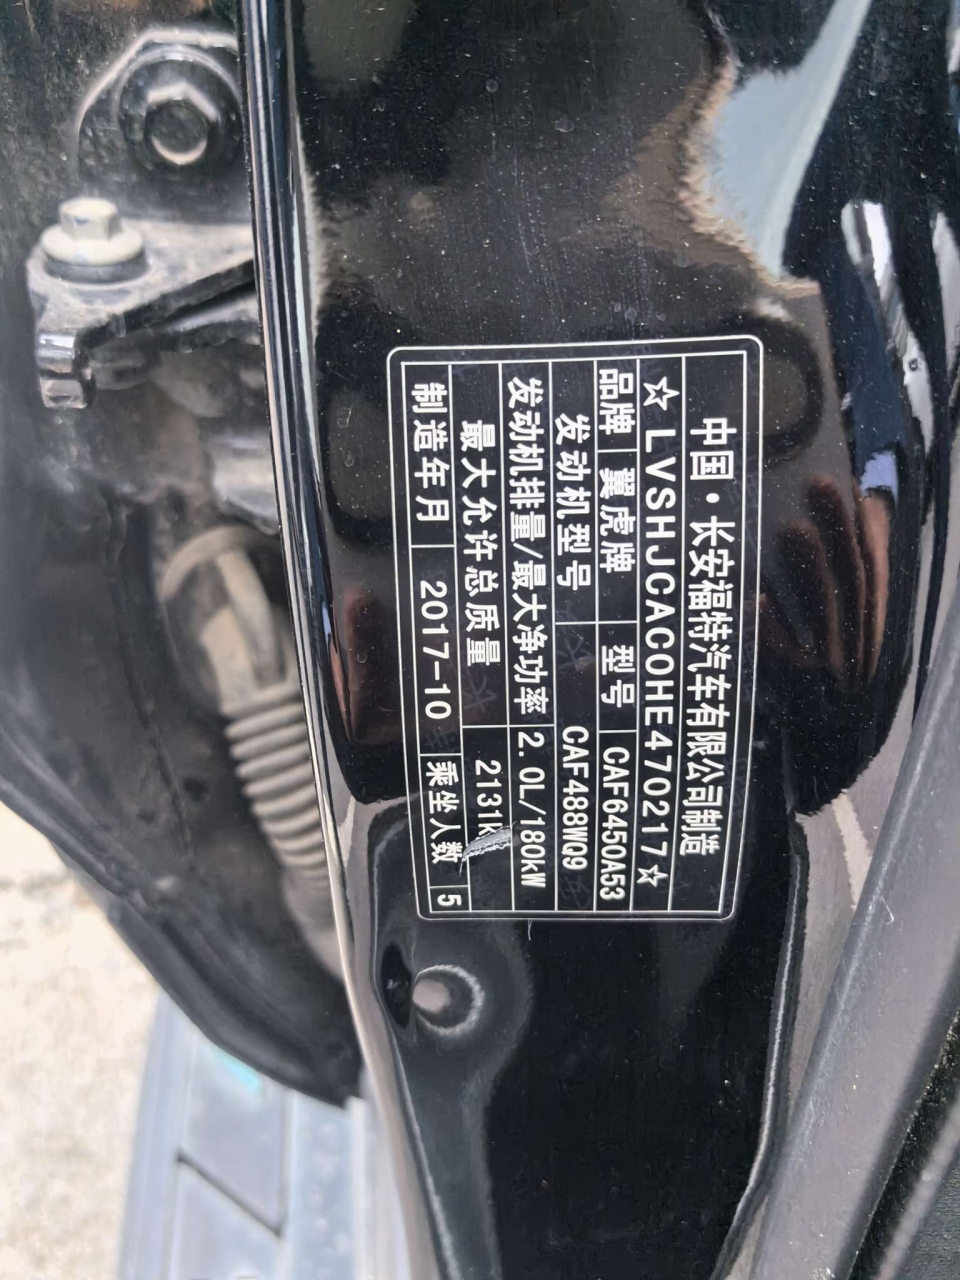 中国·长安福特汽车有限公司制造
☆LVSHJCAC0HE470217☆
品牌 翼虎牌 型号 CAF6450A53
发动机型号 CAF488WQ9
发动机排量/最大净功率 2.0L/180kW
最大允许总质量 2131k
制造年月 2017-10 乘坐人数 5